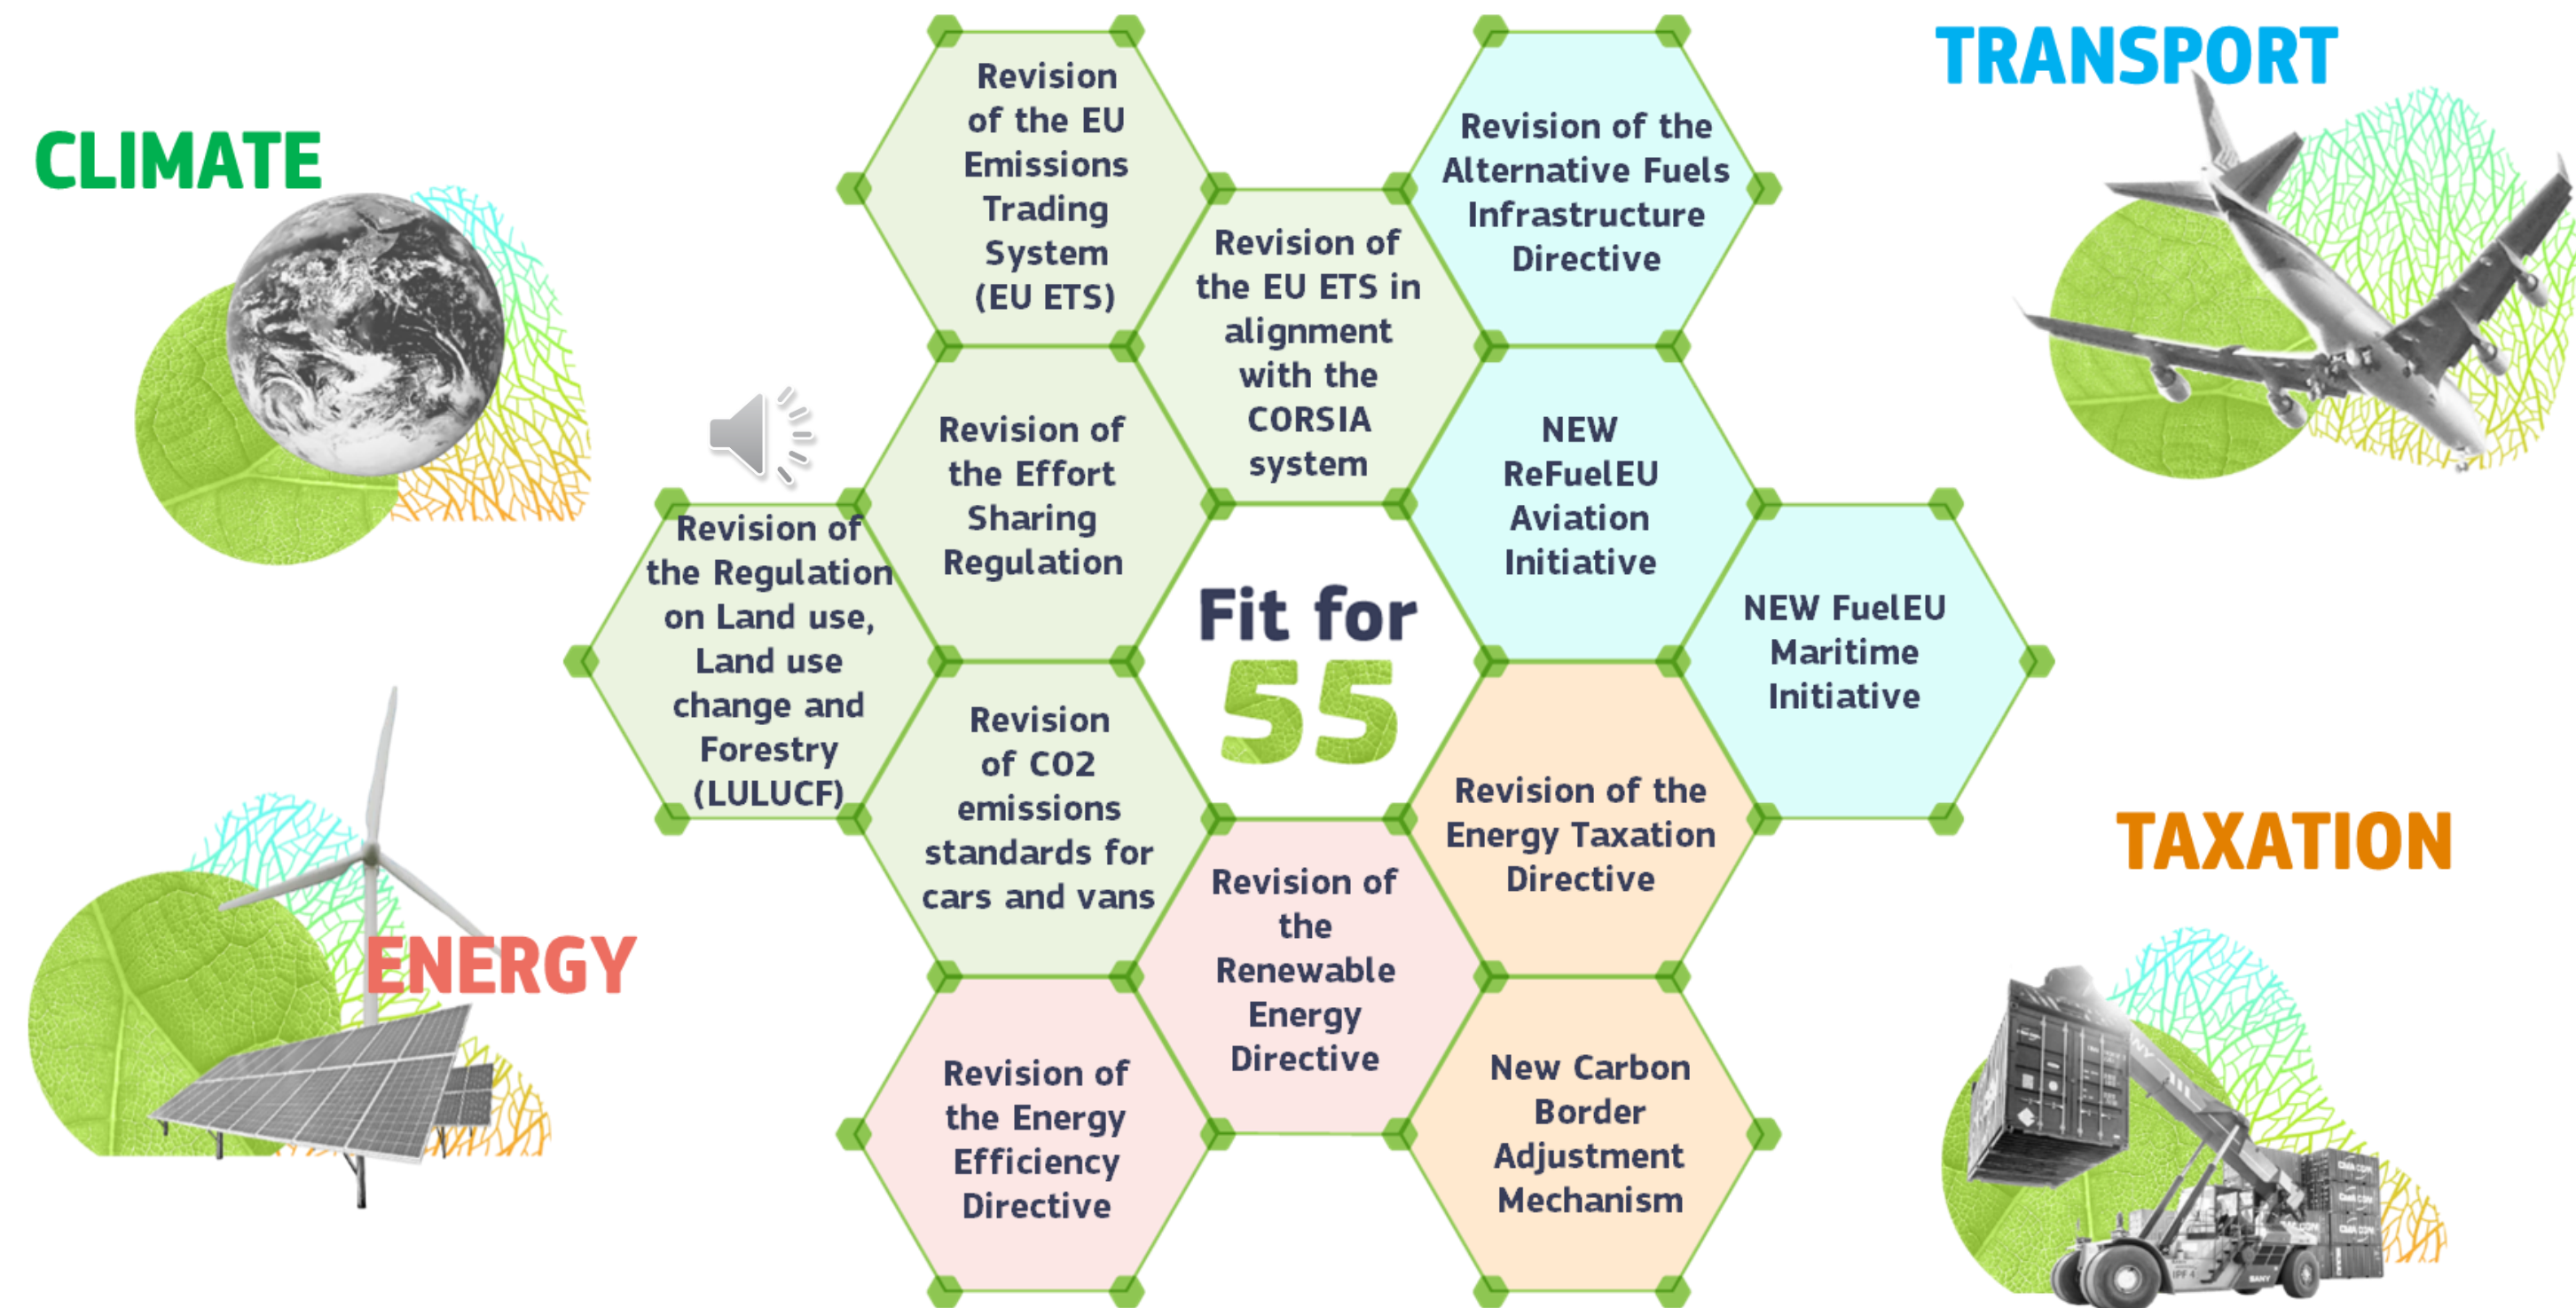 CLIMATE
TRANSPORT
ENERGY
TAXATION
Revision
of the EU
Emissions
Trading
System
(EU ETS)
Revision of
the EU ETS in
alignment
with the
CORSIA
system
Revision of the
Alternative Fuels
Infrastructure
Directive
Revision of
the Effort
Sharing
Regulation
NEW
ReFuelEU
Aviation
Initiative
Revision of
the Regulation
on Land use,
Land use
change and
Forestry
(LULUCF)
Fit for
55
NEW FuelEU
Maritime
Initiative
Revision
of CO2
emissions
standards for
cars and vans
Revision of the
Energy Taxation
Directive
Revision of
the
Renewable
Energy
Directive
Revision of
the Energy
Efficiency
Directive
New Carbon
Border
Adjustment
Mechanism
SANY